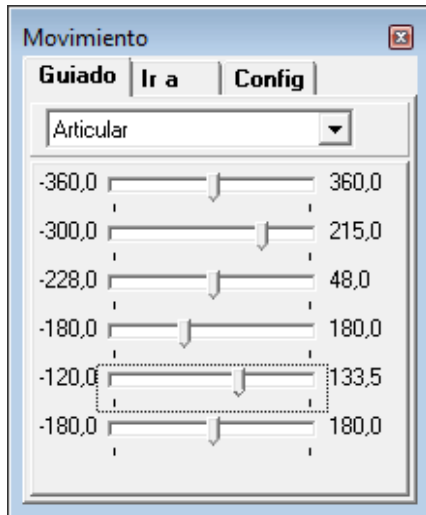 Movimiento
Guiado Ir a Config
Articular
-360,0 360,0
-300,0 215,0
-228,0 48,0
-180,0 180,0
-120,0 133,5
-180,0 180,0